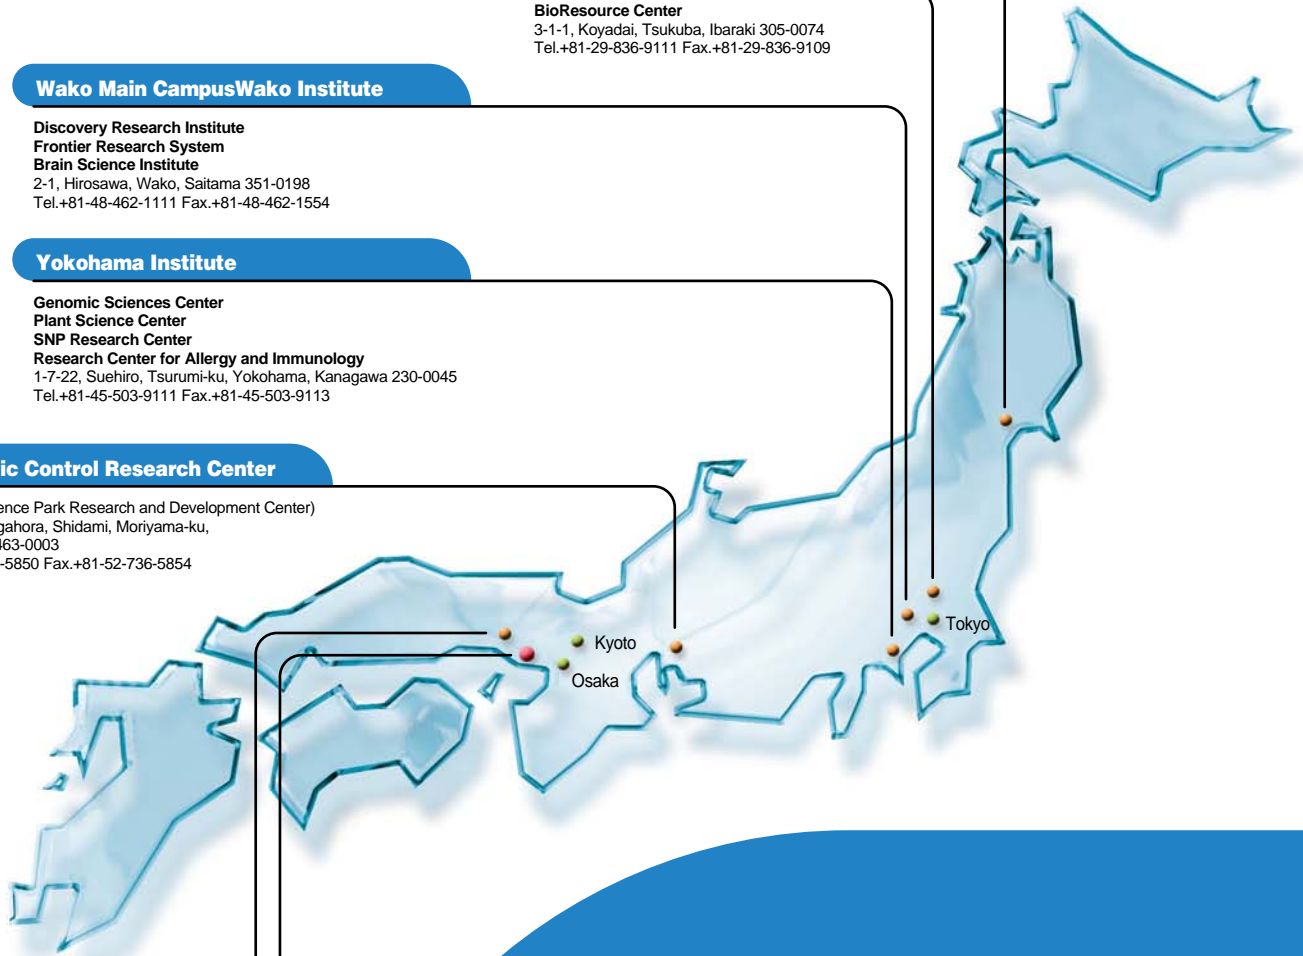 BioResource Center
3-1-1, Koyadai, Tsukuba, Ibaraki 305-0074
Tel.+81-29-836-9111 Fax.+81-29-836-9109
Wako Main CampusWako Institute
Discovery Research Institute
Frontier Research System
Brain Science Institute
2-1, Hirosawa, Wako, Saitama 351-0198
Tel.+81-48-462-1111 Fax.+81-48-462-1554
Yokohama Institute
Genomic Sciences Center
Plant Science Center
SNP Research Center
Research Center for Allergy and Immunology
1-7-22, Suehiro, Tsurumi-ku, Yokohama, Kanagawa 230-0045
Tel.+81-45-503-9111 Fax.+81-45-503-9113
ic Control Research Center
ence Park Research and Development Center)
gahora, Shidami, Moriyama-ku,
463-0003
-5850 Fax.+81-52-736-5854
Tokyo
Kyoto
Osaka